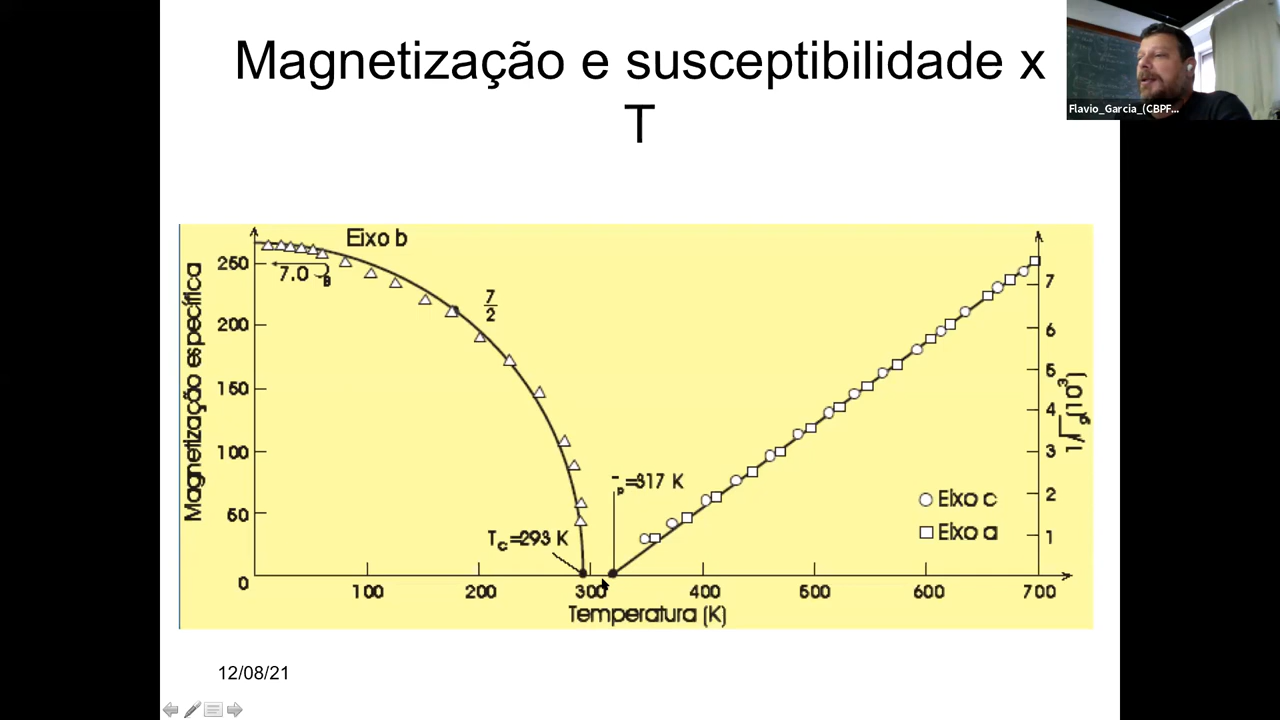 Magnetização e susceptibilidade x
T
Flavio_Garcia_(CBPF...
Eixo b
250
7.0
7
2
200
150
100
50
0
Magnetização específica
Tc=293 K
p=317 K
100
200
300
400
500
600
700
Temperatura (K)
7
6
5
4
3
2
1
Eixo c
Eixo a
12/08/21